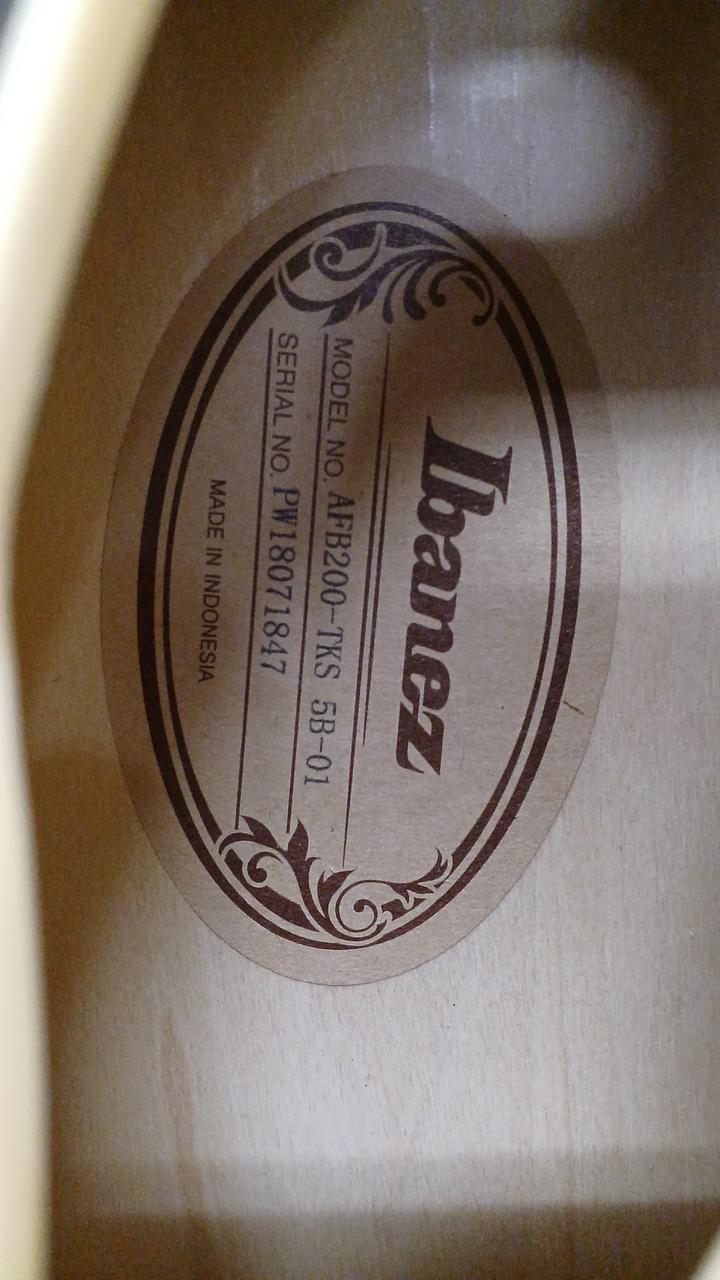 Ibanez
MODEL NO. AFB200-TKS 5B-01
SERIAL NO. PW18071847
MADE IN INDONESIA